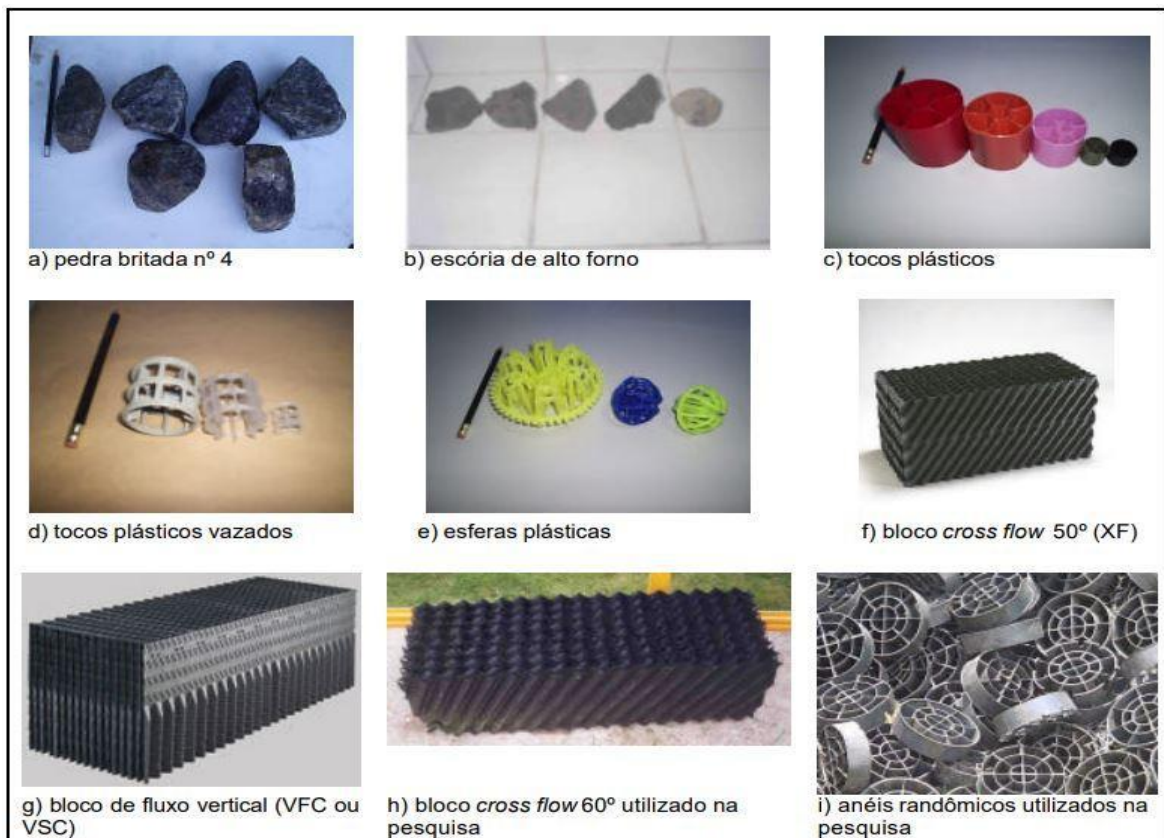 a) pedra britada nº 4
b) escória de alto forno
c) tocos plásticos
d) tocos plásticos vazados
e) esferas plásticas
f) bloco cross flow 50º (XF)
g) bloco de fluxo vertical (VFC ou
VSC)
h) bloco cross flow 60º utilizado na
pesquisa
i) anéis randômicos utilizados na
pesquisa